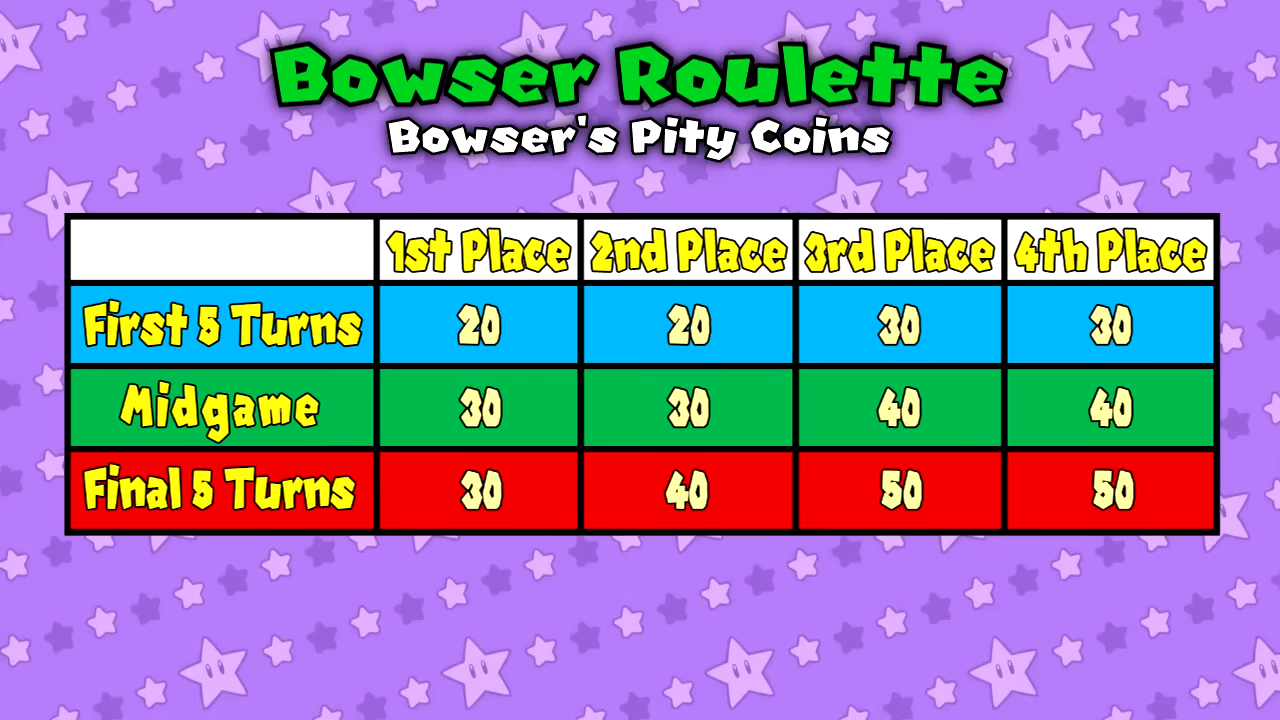 Bowser Roulette
Bowser's Pity Coins
1st Place 2nd Place 3rd Place 4th Place
First 5 Turns 20 20 30 30
Midgame 30 30 40 40
Final 5 Turns 30 40 50 50